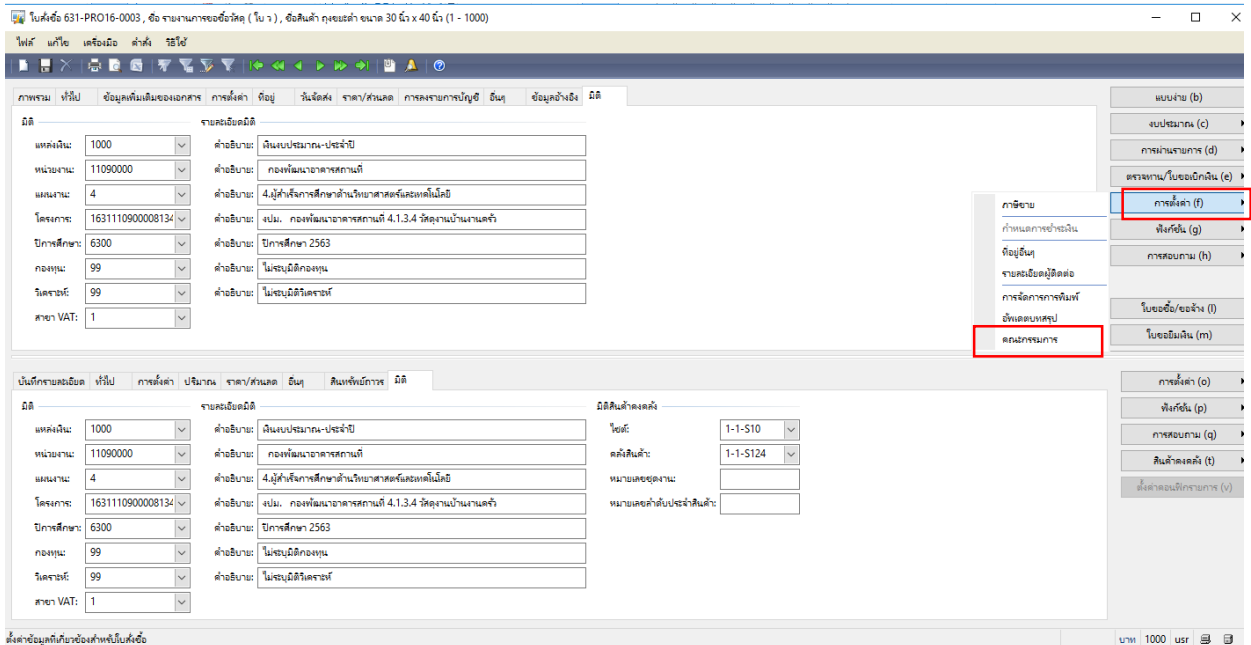 ใบสั่งซื้อ 631-PRO16-0003 , ชื่อ รายงานการขอซื้อวัสดุ ( ใบ ว ) , ชื่อสินค้า ถุงขยะดำ ขนาด 30 นิ้ว x 40 นิ้ว (1 - 1000)
ไฟล์ แก้ไข เครื่องมือ คำสั่ง วิธีใช้
ภาพรวม ทั่วไป ข้อมูลเพิ่มเติมของเอกสาร การตั้งค่า ที่อยู่ วันจัดส่ง ราคา/ส่วนลด การลงรายการบัญชี อื่นๆ ข้อมูลอ้างอิง มิติ
มิติ รายละเอียดมิติ
แหล่งเงิน: 1000 คำอธิบาย: เงินงบประมาณ-ประจำปี
หน่วยงาน: 11090000 คำอธิบาย: กองพัฒนาอาคารสถานที่
แผนงาน: 4 คำอธิบาย: 4.ผู้สำเร็จการศึกษาด้านวิทยาศาสตร์และเทคโนโลยี
โครงการ: 1631110900008134 คำอธิบาย: งปม. กองพัฒนาอาคารสถานที่ 4.1.3.4 วัสดุงานบ้านงานครัว
ปีการศึกษา: 6300 คำอธิบาย: ปีการศึกษา 2563
กองทุน: 99 คำอธิบาย: ไม่ระบุมิติกองทุน
วิเคราะห์: 99 คำอธิบาย: ไม่ระบุมิติวิเคราะห์
สาขา VAT: 1
แบบง่าย (b)
งบประมาณ (c)
การผ่านรายการ (d)
ตรวจทาน/ใบขอเบิกเงิน (e)
การตั้งค่า (f)
ฟังก์ชัน (g)
การสอบถาม (h)
ใบขอซื้อ/ขอจ้าง (l)
ใบขอยืมเงิน (m)
ภาษีขาย
กำหนดการชำระเงิน
ที่อยู่อื่นๆ
รายละเอียดผู้ติดต่อ
การจัดการการพิมพ์
อัพเดตบทสรุป
คณะกรรมการ
บันทึกรายละเอียด ทั่วไป การตั้งค่า ปริมาณ ราคา/ส่วนลด อื่นๆ สินทรัพย์ถาวร มิติ
มิติ รายละเอียดมิติ มิติสินค้าคงคลัง
แหล่งเงิน: 1000 คำอธิบาย: เงินงบประมาณ-ประจำปี ไซต์: 1-1-S10
หน่วยงาน: 11090000 คำอธิบาย: กองพัฒนาอาคารสถานที่ คลังสินค้า: 1-1-S124
แผนงาน: 4 คำอธิบาย: 4.ผู้สำเร็จการศึกษาด้านวิทยาศาสตร์และเทคโนโลยี หมายเลขชุดงาน:
โครงการ: 1631110900008134 คำอธิบาย: งปม. กองพัฒนาอาคารสถานที่ 4.1.3.4 วัสดุงานบ้านงานครัว หมายเลขลำดับประจำสินค้า:
ปีการศึกษา: 6300 คำอธิบาย: ปีการศึกษา 2563
กองทุน: 99 คำอธิบาย: ไม่ระบุมิติกองทุน
วิเคราะห์: 99 คำอธิบาย: ไม่ระบุมิติวิเคราะห์
สาขา VAT: 1
การตั้งค่า (o)
ฟังก์ชัน (p)
การสอบถาม (q)
สินค้าคงคลัง (t)
ตั้งค่าคอนฟิกรายการ (v)
ตั้งค่าข้อมูลที่เกี่ยวข้องสำหรับใบสั่งซื้อ บาท 1000 usr